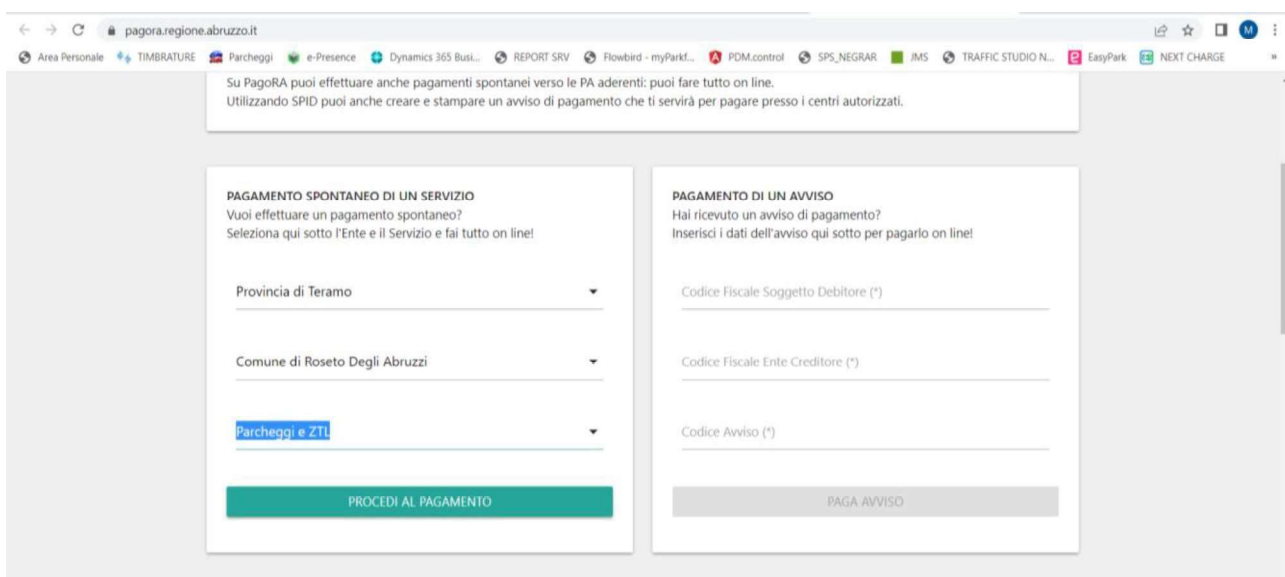 pagora.regione.abruzzo.it
M
Area Personale TIMBRATURE Parcheggi e-Presence Dynamics 365 Busi... REPORT SRV Flowbird - myParkf... PDM.control SPS_NEGRAR JMS TRAFFIC STUDIO N... EasyPark NEXT CHARGE »
Su PagoRA puoi effettuare anche pagamenti spontanei verso le PA aderenti: puoi fare tutto on line.
Utilizzando SPID puoi anche creare e stampare un avviso di pagamento che ti servirà per pagare presso i centri autorizzati.
PAGAMENTO SPONTANEO DI UN SERVIZIO
Vuoi effettuare un pagamento spontaneo?
Seleziona qui sotto l'Ente e il Servizio e fai tutto on line!
Provincia di Teramo
Comune di Roseto Degli Abruzzi
Parcheggi e ZTL
PROCEDI AL PAGAMENTO
PAGAMENTO DI UN AVVISO
Hai ricevuto un avviso di pagamento?
Inserisci i dati dell'avviso qui sotto per pagarlo on line!
Codice Fiscale Soggetto Debitore (*)
Codice Fiscale Ente Creditore (*)
Codice Avviso (*)
PAGA AVVISO